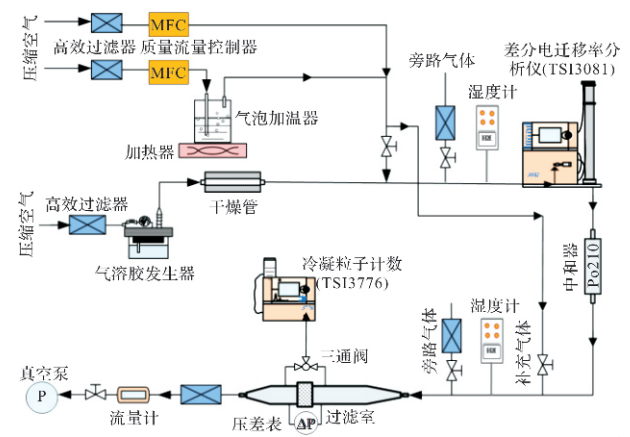 压缩空气
MFC
高效过滤器 质量流量控制器
MFC
气泡加温器
加热器
旁路气体
湿度计
差分电迁移率分
析仪(TSI3081)
压缩空气
高效过滤器
气溶胶发生器
干燥管
冷凝粒子计数
(TSI3776)
中和器
Po210
三通阀
旁路气体
湿度计
补充气体
真空泵
P
流量计
压差表
ΔP
过滤室